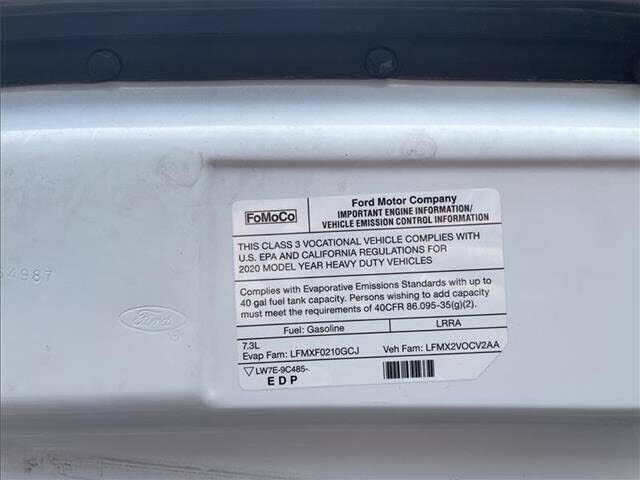 FoMoCo
Ford Motor Company
IMPORTANT ENGINE INFORMATION/
VEHICLE EMISSION CONTROL INFORMATION
THIS CLASS 3 VOCATIONAL VEHICLE COMPLIES WITH
U.S. EPA AND CALIFORNIA REGULATIONS FOR
2020 MODEL YEAR HEAVY DUTY VEHICLES
Complies with Evaporative Emissions Standards with up to
40 gal fuel tank capacity. Persons wishing to add capacity
must meet the requirements of 40CFR 86.095-35(g)(2).
Fuel: Gasoline LRRA
7.3L
Evap Fam: LFMXF0210GCJ Veh Fam: LFMX2VOCV2AA
LW7E-9C485-
EDP
4987
Ford